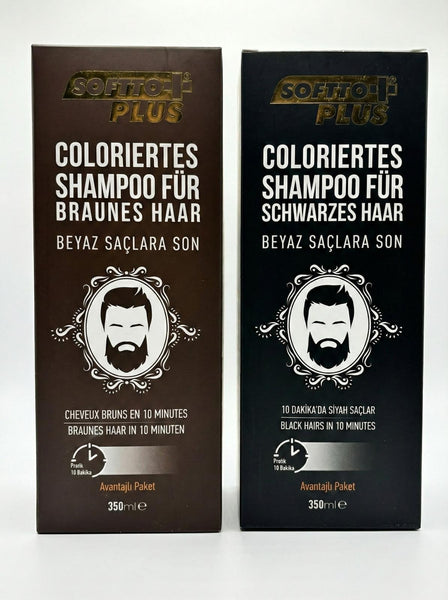 SOFTTO+
PLUS
COLORIERTES
SHAMPOO FÜR
BRAUNES HAAR
BEYAZ SAÇLARA SON
CHEVEUX BRUNS EN 10 MINUTES
BRAUNES HAAR IN 10 MINUTEN
Pratik
10 Bakika
Avantajlı Paket
350ml e
SOFTTO+
PLUS
COLORIERTES
SHAMPOO FÜR
SCHWARZES HAAR
BEYAZ SAÇLARA SON
10 DAKİKA'DA SİYAH SAÇLAR
BLACK HAIRS IN 10 MINUTES
Pratik
10 Bakika
Avantajlı Paket
350ml e